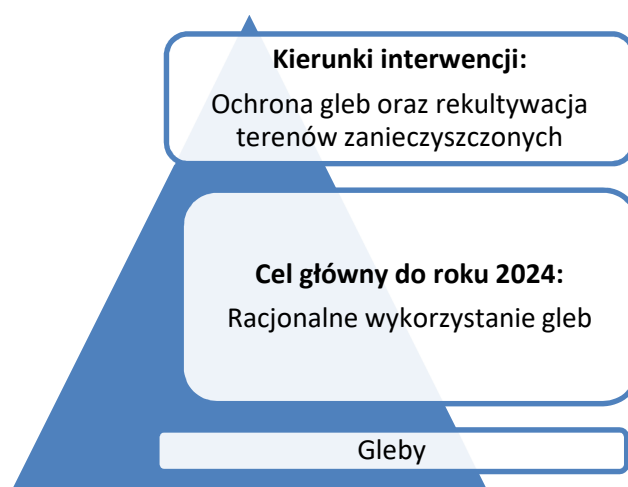 Kierunki interwencji:
Ochrona gleb oraz rekultywacja
terenów zanieczyszczonych
Cel główny do roku 2024:
Racjonalne wykorzystanie gleb
Gleby